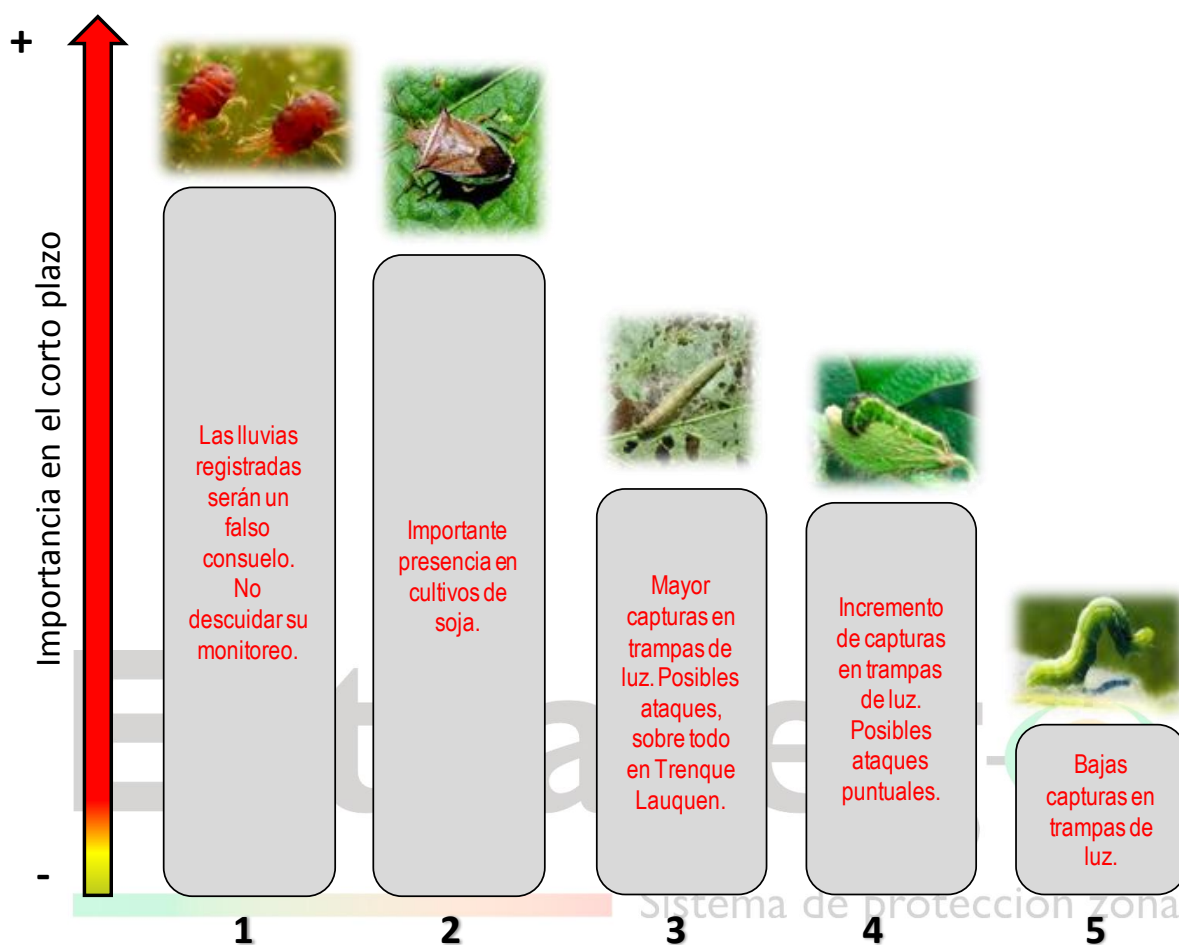 +
Importancia en el corto plazo
-
Las lluvias
registradas
serán un
falso
consuelo.
No
descuidar su
monitoreo.
Importante
presencia en
cultivos de
soja.
Mayor
capturas en
trampas de
luz. Posibles
ataques,
sobre todo
en Trenque
Lauquen.
Incremento
de capturas
en trampas
de luz.
Posibles
ataques
puntuales.
Bajas
capturas en
trampas de
luz.
Sistema de protección zona
1
2
3
4
5